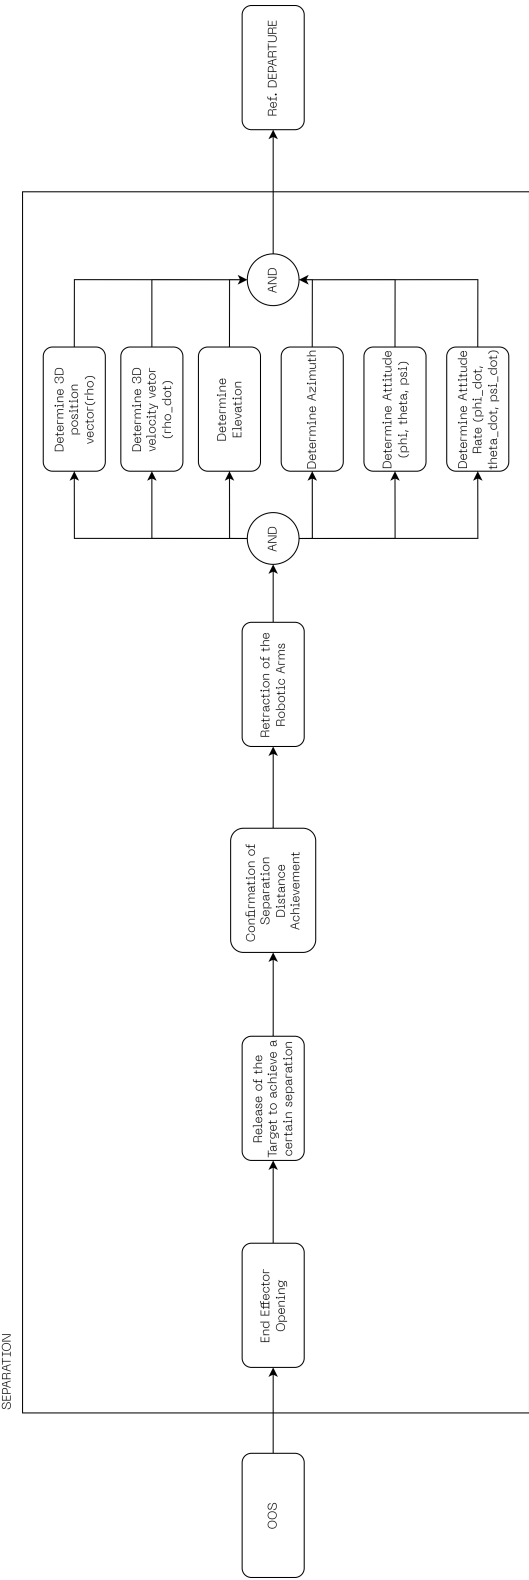 SEPARATION
OOS
End Effector
Opening
Release of the
Target to achieve a
certain separation
Confirmation of
Separation
Distance
Achievement
Retraction of the
Robotic Arms
AND
Determine 3D
position
vector(rho)
Determine 3D
velocity vetor
(rho_dot)
Determine
Elevation
Determine Azimuth
Determine Attitude
(phi, theta, psi)
Determine Attitude
Rate (phi_dot,
theta_dot, psi_dot)
AND
Ref. DEPARTURE